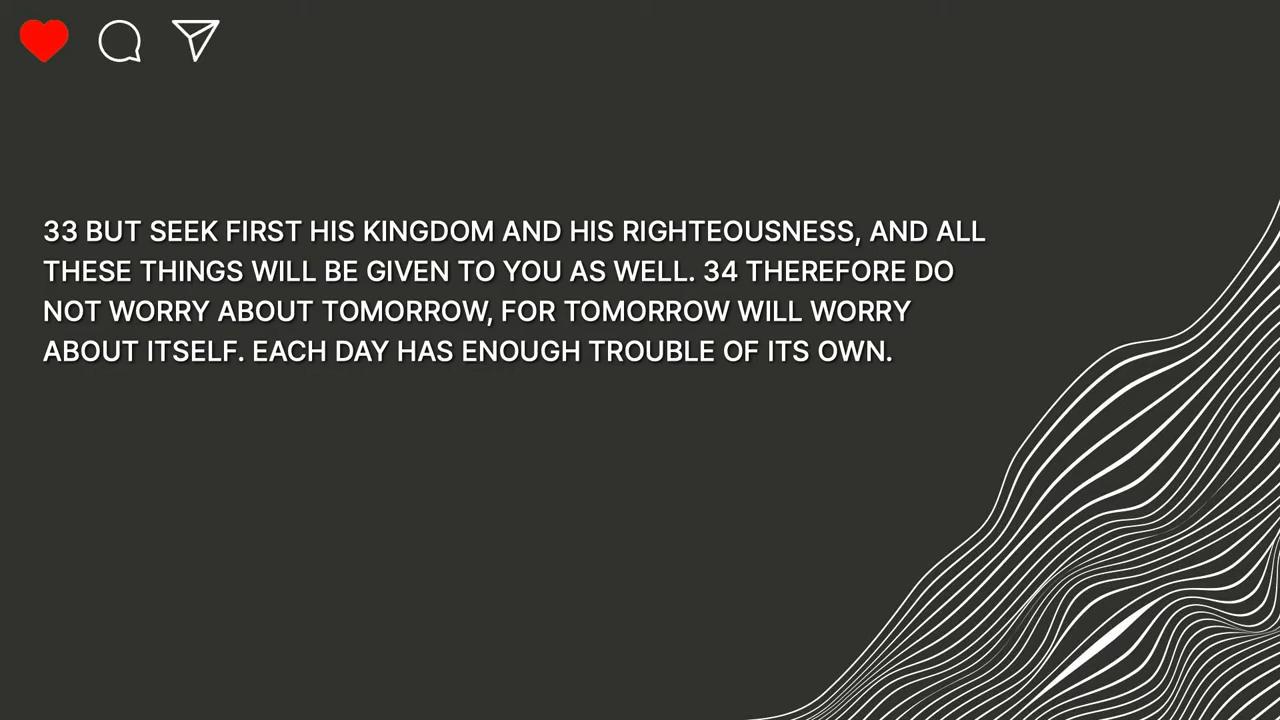 33 BUT SEEK FIRST HIS KINGDOM AND HIS RIGHTEOUSNESS, AND ALL
THESE THINGS WILL BE GIVEN TO YOU AS WELL. 34 THEREFORE DO
NOT WORRY ABOUT TOMORROW, FOR TOMORROW WILL WORRY
ABOUT ITSELF. EACH DAY HAS ENOUGH TROUBLE OF ITS OWN.